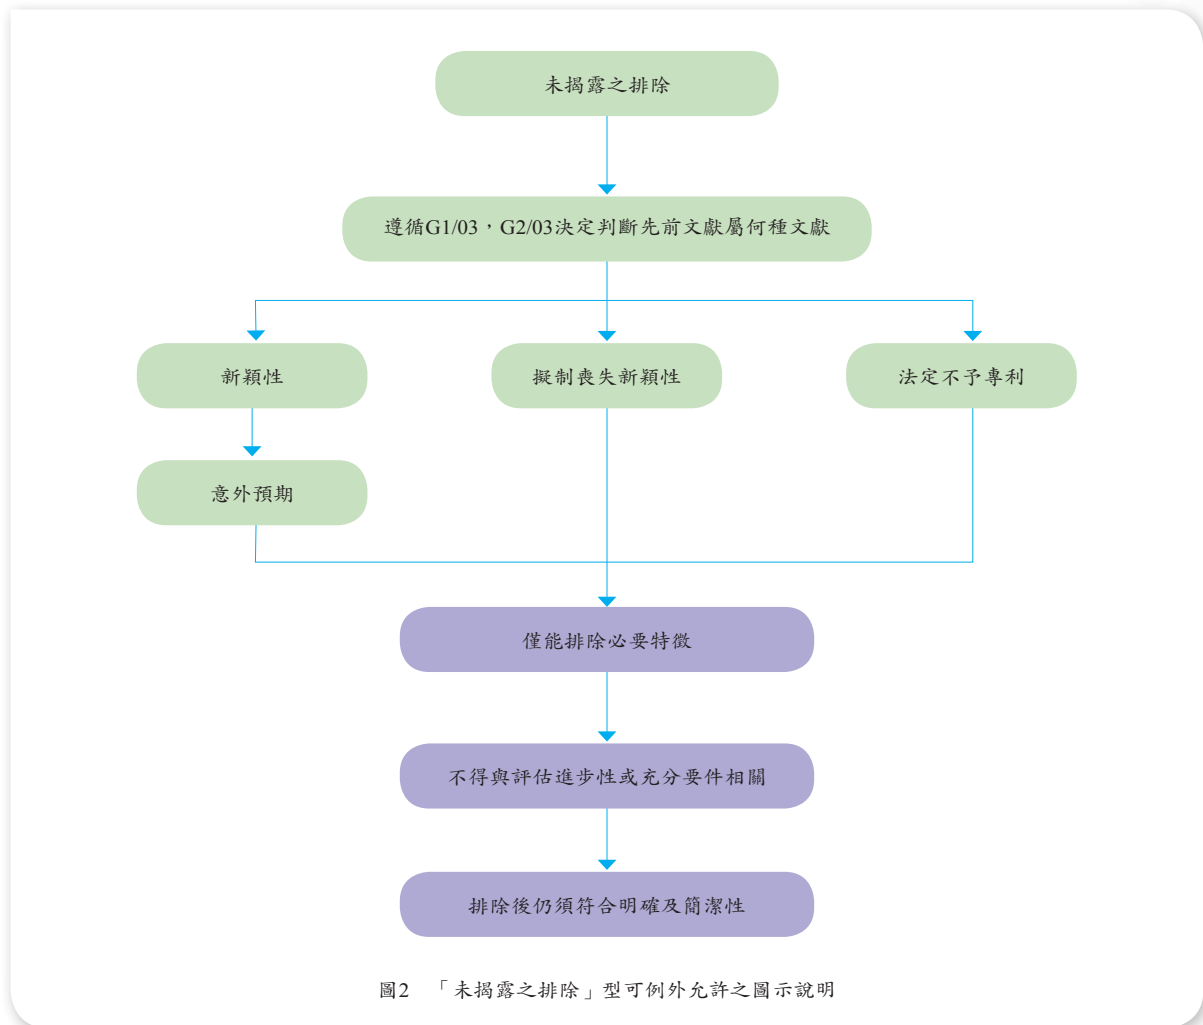 未揭露之排除
遵循G1/03，G2/03決定判斷先前文獻屬何種文獻
新穎性
擬制喪失新穎性
法定不予專利
意外預期
僅能排除必要特徵
不得與評估進步性或充分要件相關
排除後仍須符合明確及簡潔性
圖2　「未揭露之排除」型可例外允許之圖示說明